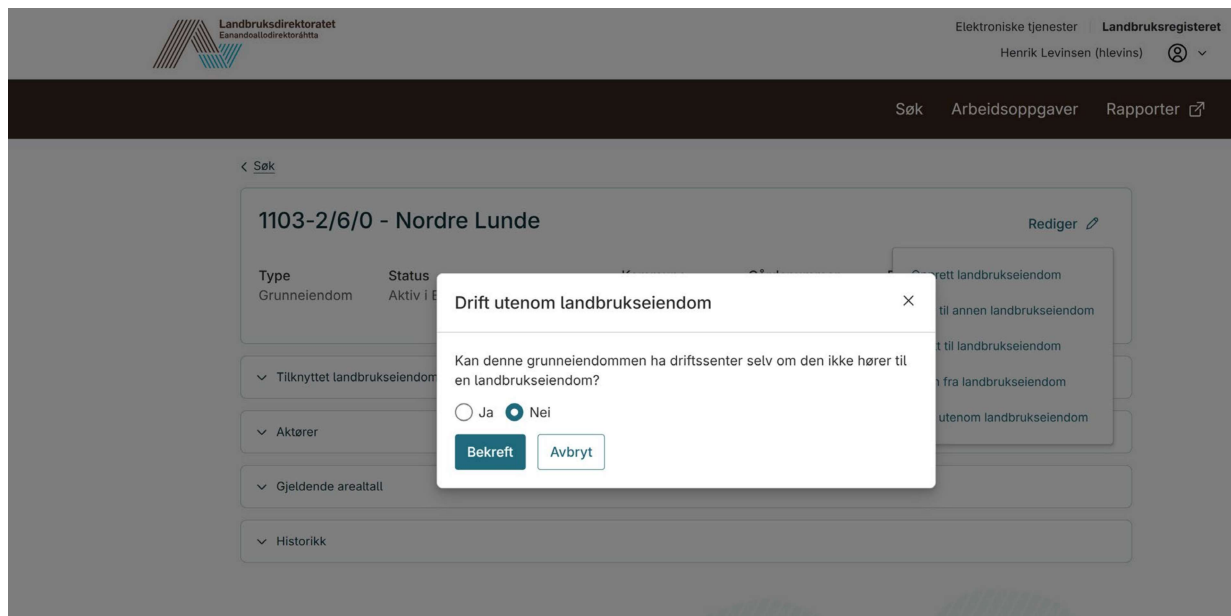 Landbruksdirektoratet
Eanandoallodirektoráhtta
Elektroniske tjenester
Landbruksregisteret
Henrik Levinsen (hlevins)
Søk
Arbeidsoppgaver
Rapporter
Søk
1103-2/6/0 - Nordre Lunde
Rediger
Type
Status
Grunneiendom
Aktiv i
landbrukseiendom
til annen landbrukseiendom
til landbrukseiendom
fra landbrukseiendom
utenom landbrukseiendom
Drift utenom landbrukseiendom
Kan denne grunneiendommen ha driftssenter selv om den ikke hører til
en landbrukseiendom?
Ja
Nei
Bekreft
Avbryt
Tilknyttet landbrukseiendom
Aktører
Gjeldende arealtall
Historikk